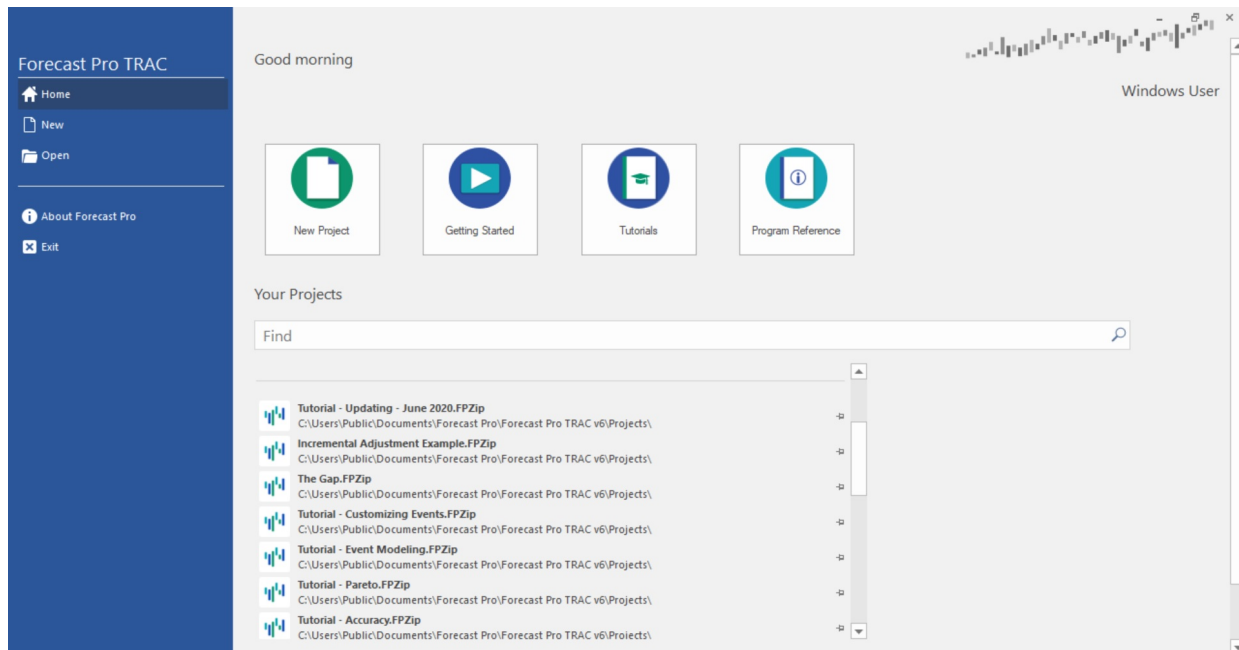 Forecast Pro TRAC
Home
New
Open
About Forecast Pro
Exit
Good morning
Windows User
New Project
Getting Started
Tutorials
Program Reference
Your Projects
Find
Tutorial - Updating - June 2020.FPZip
C:\Users\Public\Documents\Forecast Pro\Forecast Pro TRAC v6\Projects\
Incremental Adjustment Example.FPZip
C:\Users\Public\Documents\Forecast Pro\Forecast Pro TRAC v6\Projects\
The Gap.FPZip
C:\Users\Public\Documents\Forecast Pro\Forecast Pro TRAC v6\Projects\
Tutorial - Customizing Events.FPZip
C:\Users\Public\Documents\Forecast Pro\Forecast Pro TRAC v6\Projects\
Tutorial - Event Modeling.FPZip
C:\Users\Public\Documents\Forecast Pro\Forecast Pro TRAC v6\Projects\
Tutorial - Pareto.FPZip
C:\Users\Public\Documents\Forecast Pro\Forecast Pro TRAC v6\Projects\
Tutorial - Accuracy.FPZip
C:\Users\Public\Documents\Forecast Pro\Forecast Pro TRAC v6\Projects\